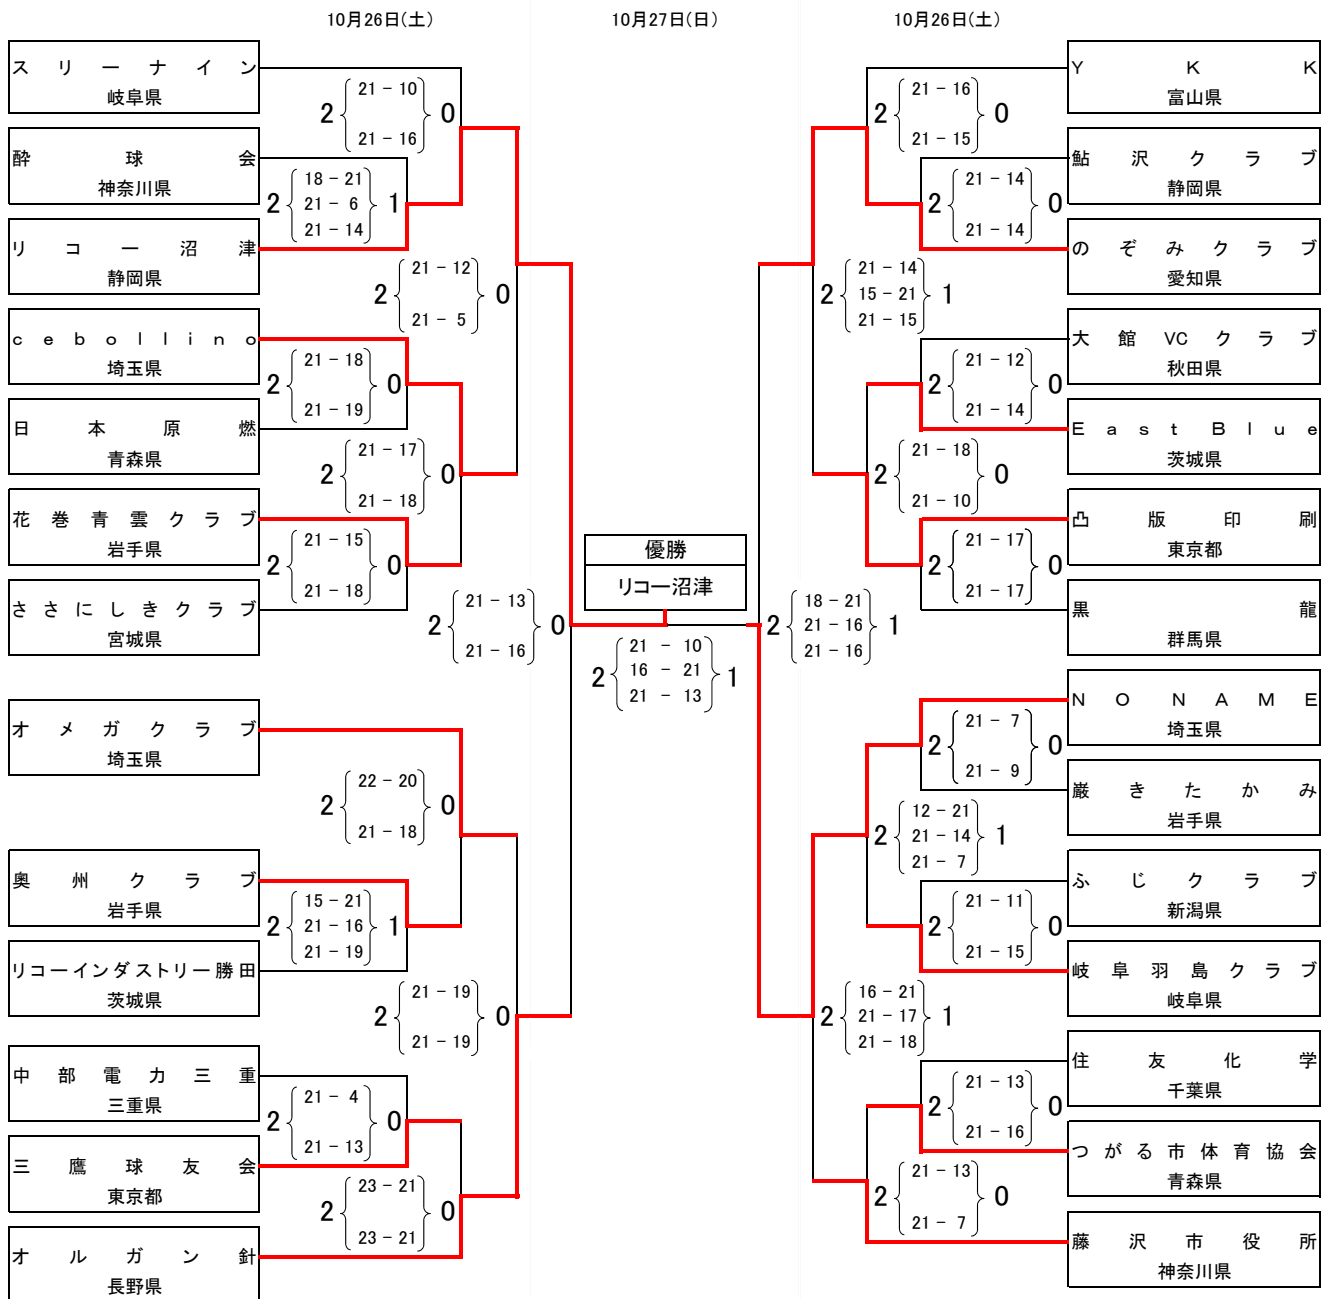 10月26日(土)
10月27日(日)
10月26日(土)
スリーナイン
岐阜県
酔球会
神奈川県
リコー沼津
静岡県
cebollino
埼玉県
日本原燃
青森県
花巻青雲クラブ
岩手県
ささにしきクラブ
宮城県
オメガクラブ
埼玉県
奥州クラブ
岩手県
リコーインダストリー勝田
茨城県
中部電力三重
三重県
三鷹球友会
東京都
オルガン針
長野県
2 21 - 10 0
21 - 16
2 18 - 21 1
21 - 6
21 - 14
2 21 - 12 0
21 - 5
2 21 - 18 0
21 - 19
2 21 - 17 0
21 - 18
2 21 - 15 0
21 - 18
2 21 - 13 0
21 - 16
2 22 - 20 0
21 - 18
2 15 - 21 1
21 - 16
21 - 19
2 21 - 19 0
21 - 19
2 21 - 4 0
21 - 13
2 23 - 21 0
23 - 21
優勝
リコー沼津
2 21 - 10 1
16 - 21
21 - 13
2 21 - 16 0
21 - 15
2 21 - 14 0
21 - 14
2 21 - 14 1
15 - 21
21 - 15
2 21 - 12 0
21 - 14
2 21 - 18 0
21 - 10
2 21 - 17 0
21 - 17
2 18 - 21 1
21 - 16
21 - 16
2 21 - 7 0
21 - 9
2 12 - 21 1
21 - 14
21 - 7
2 21 - 11 0
21 - 15
2 16 - 21 1
21 - 17
21 - 18
2 21 - 13 0
21 - 16
2 21 - 13 0
21 - 7
YKK
富山県
鮎沢クラブ
静岡県
のぞみクラブ
愛知県
大館VCクラブ
秋田県
East Blue
茨城県
凸版印刷
東京都
黒龍
群馬県
NO NAME
埼玉県
巌きたかみ
岩手県
ふじクラブ
新潟県
岐阜羽島クラブ
岐阜県
住友化学
千葉県
つがる市体育協会
青森県
藤沢市役所
神奈川県